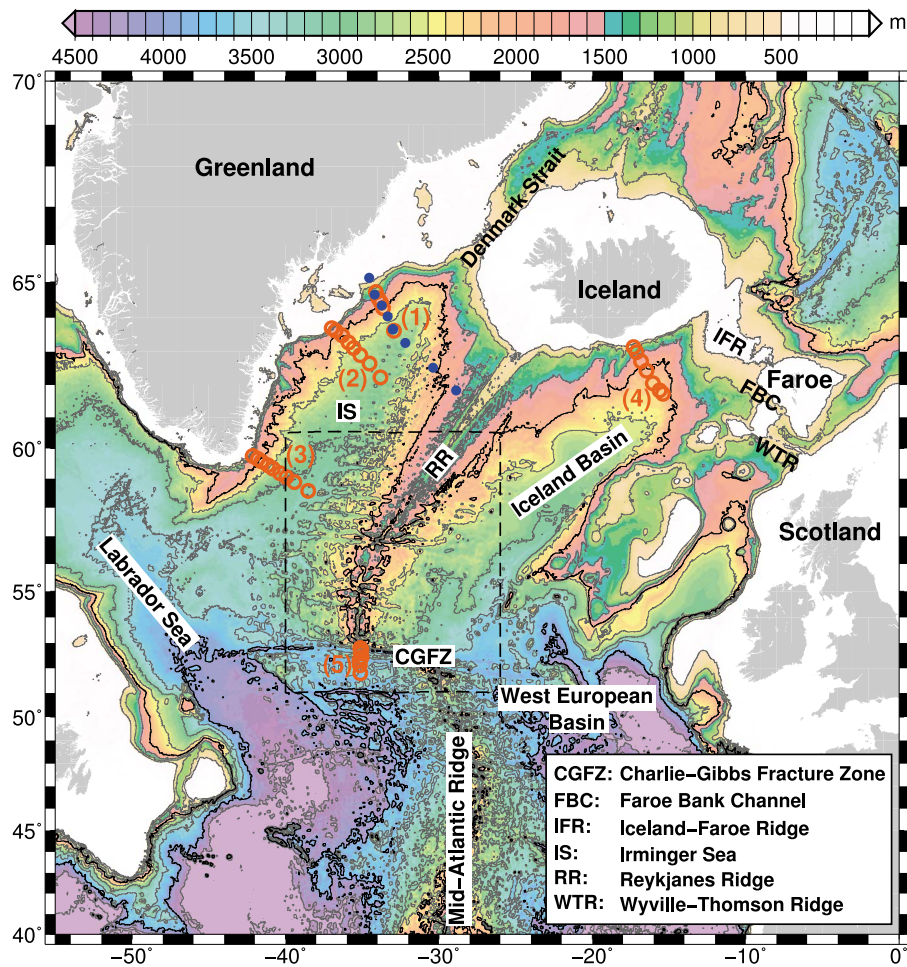 4500 4000 3500 3000 2500 2000 1500 1000 500 m
70°
Greenland
Denmark Strait
65°
Iceland
(1)
IFR
(2)
Faroe
(4)
FBC
IS
60°
(3)
RR
WTR
Iceland Basin
Scotland
Labrador Sea
55°
CGFZ
(5)
50°
West European
Basin
Mid–Atlantic Ridge
CGFZ: Charlie–Gibbs Fracture Zone
FBC: Faroe Bank Channel
IFR: Iceland–Faroe Ridge
IS: Irminger Sea
RR: Reykjanes Ridge
WTR: Wyville–Thomson Ridge
45°
40°
−50° −40° −30° −20° −10° 0°